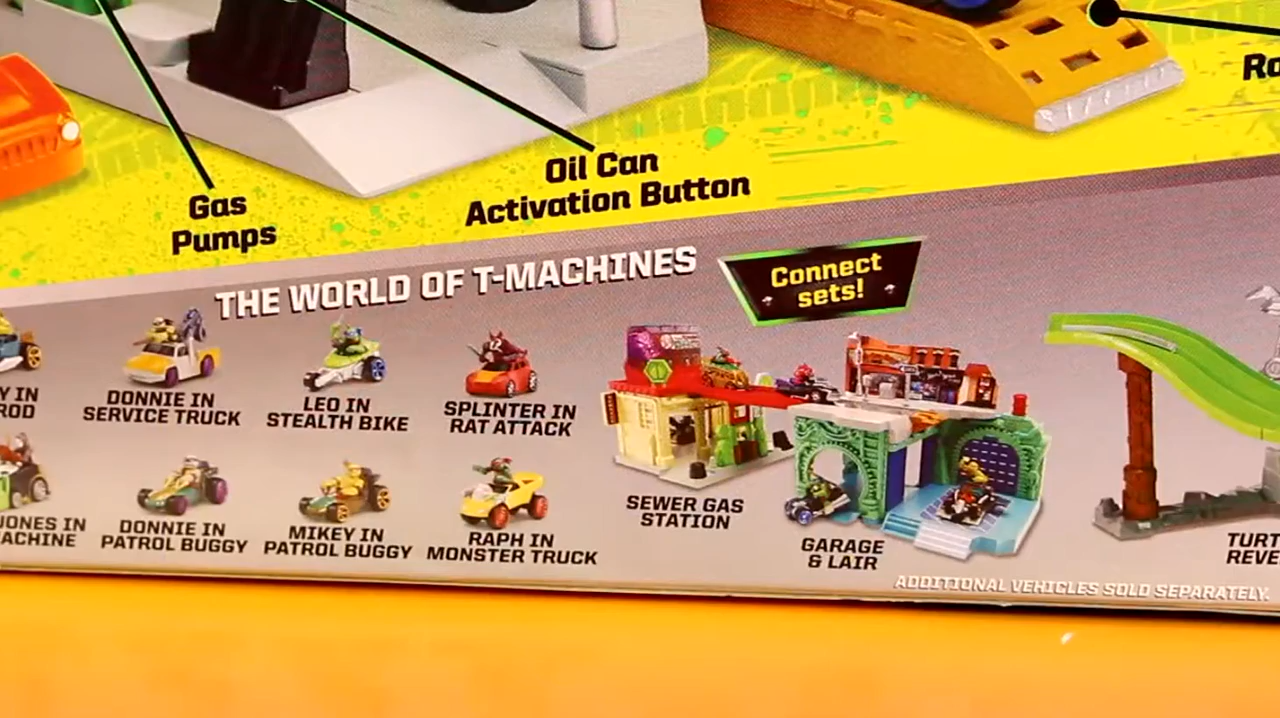 Gas
Pumps
Oil Can
Activation Button
THE WORLD OF T-MACHINES
Connect
sets!
DONNIE IN
SERVICE TRUCK
LEO IN
STEALTH BIKE
SPLINTER IN
RAT ATTACK
JONES IN
DONNIE IN
PATROL BUGGY
MIKEY IN
PATROL BUGGY
RAPH IN
MONSTER TRUCK
SEWER GAS
STATION
GARAGE
& LAIR
ADDITIONAL VEHICLES SOLD SEPARATELY.